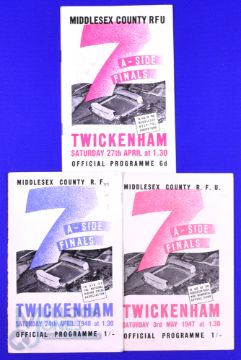 MIDDLESEX COUNTY RFU
7
A-SIDE
FINALS
TWICKENHAM
SATURDAY 27th APRIL at 1.30
OFFICIAL PROGRAMME 6d
MIDDLESEX COUNTY R.F.
7
A-SIDE
FINALS
TWICKENHAM
SATURDAY 24th APRIL 1948 at 1.30
OFFICIAL PROGRAMME 1/-
MIDDLESEX COUNTY R.F.U.
7
A-SIDE
FINALS
TWICKENHAM
SATURDAY 3rd MAY 1947 at 1.30
OFFICIAL PROGRAMME 1/-